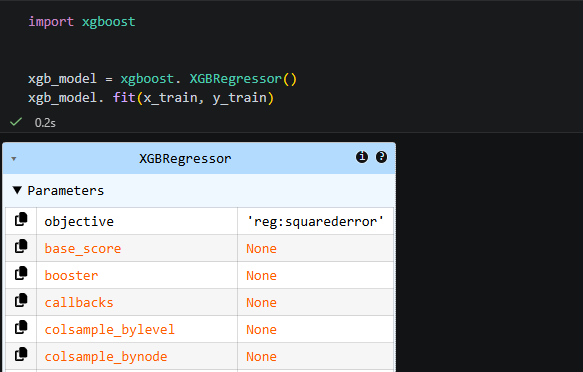 import xgboost
xgb_model = xgboost. XGBRegressor()
xgb_model. fit(x_train, y_train)
0.2s
XGBRegressor i ?
Parameters
objective 'reg:squarederror'
base_score None
booster None
callbacks None
colsample_bylevel None
colsample_bynode None